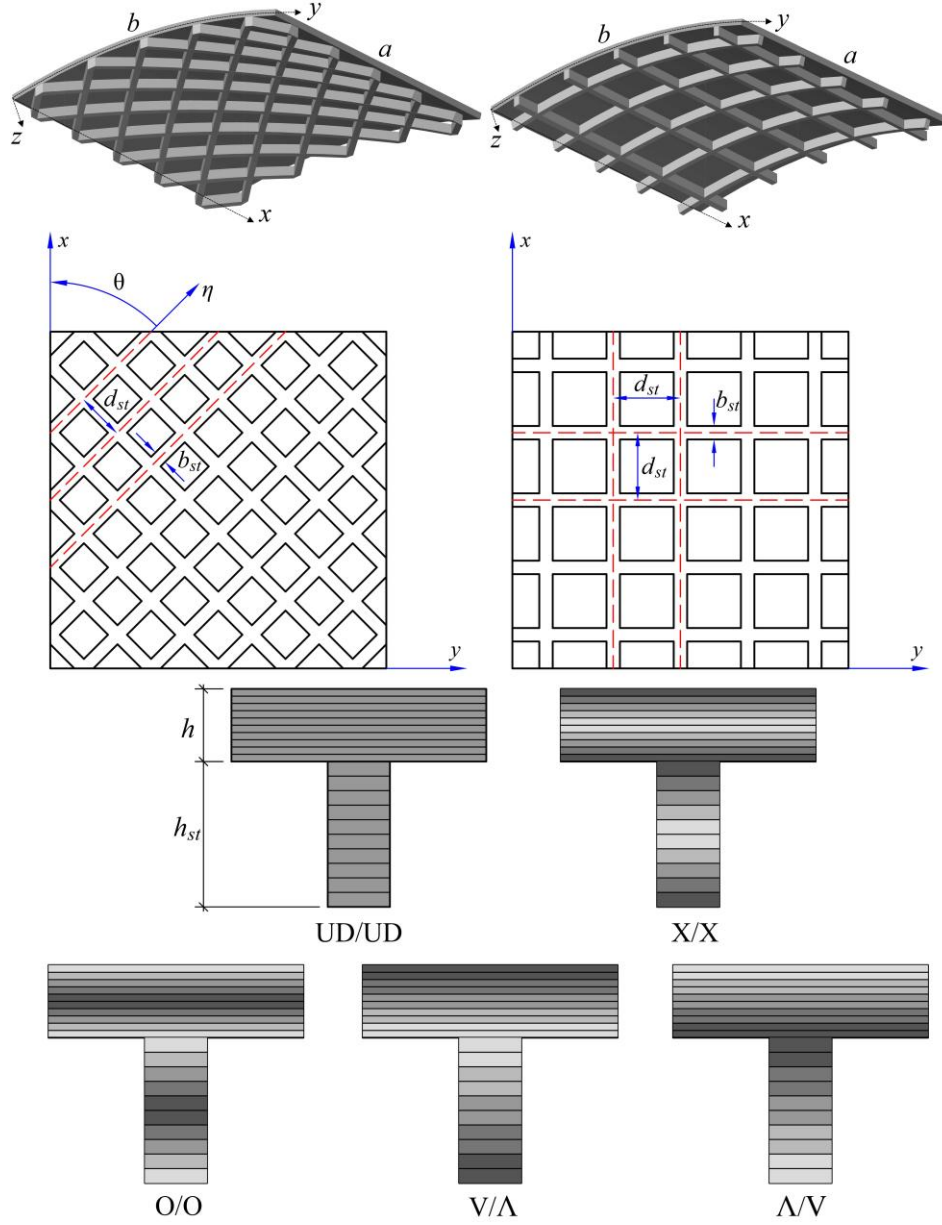 b
y
a
z
x
b
y
a
z
x
x
θ
η
d_st
b_st
y
x
d_st
b_st
d_st
y
h
h_st
UD/UD
X/X
O/O
V/Λ
Λ/V